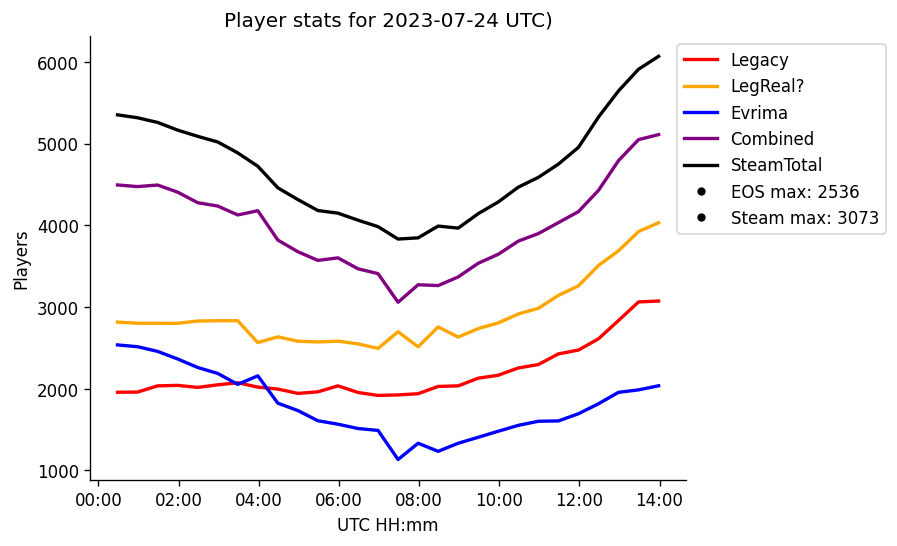 Player stats for 2023-07-24 UTC)
Players
6000
5000
4000
3000
2000
1000
00:00 02:00 04:00 06:00 08:00 10:00 12:00 14:00
UTC HH:mm
Legacy
LegReal?
Evrima
Combined
SteamTotal
EOS max: 2536
Steam max: 3073